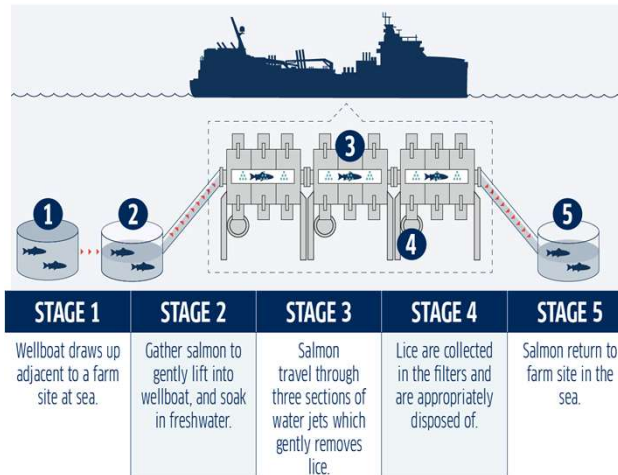 3
1
2
4
5
STAGE 1
STAGE 2
STAGE 3
STAGE 4
STAGE 5
Wellboat draws up
adjacent to a farm
site at sea.
Gather salmon to
gently lift into
wellboat, and soak
in freshwater.
Salmon
travel through
three sections of
water jets which
gently removes
lice.
Lice are collected
in the filters and
are appropriately
disposed of.
Salmon return to
farm site in the
sea.